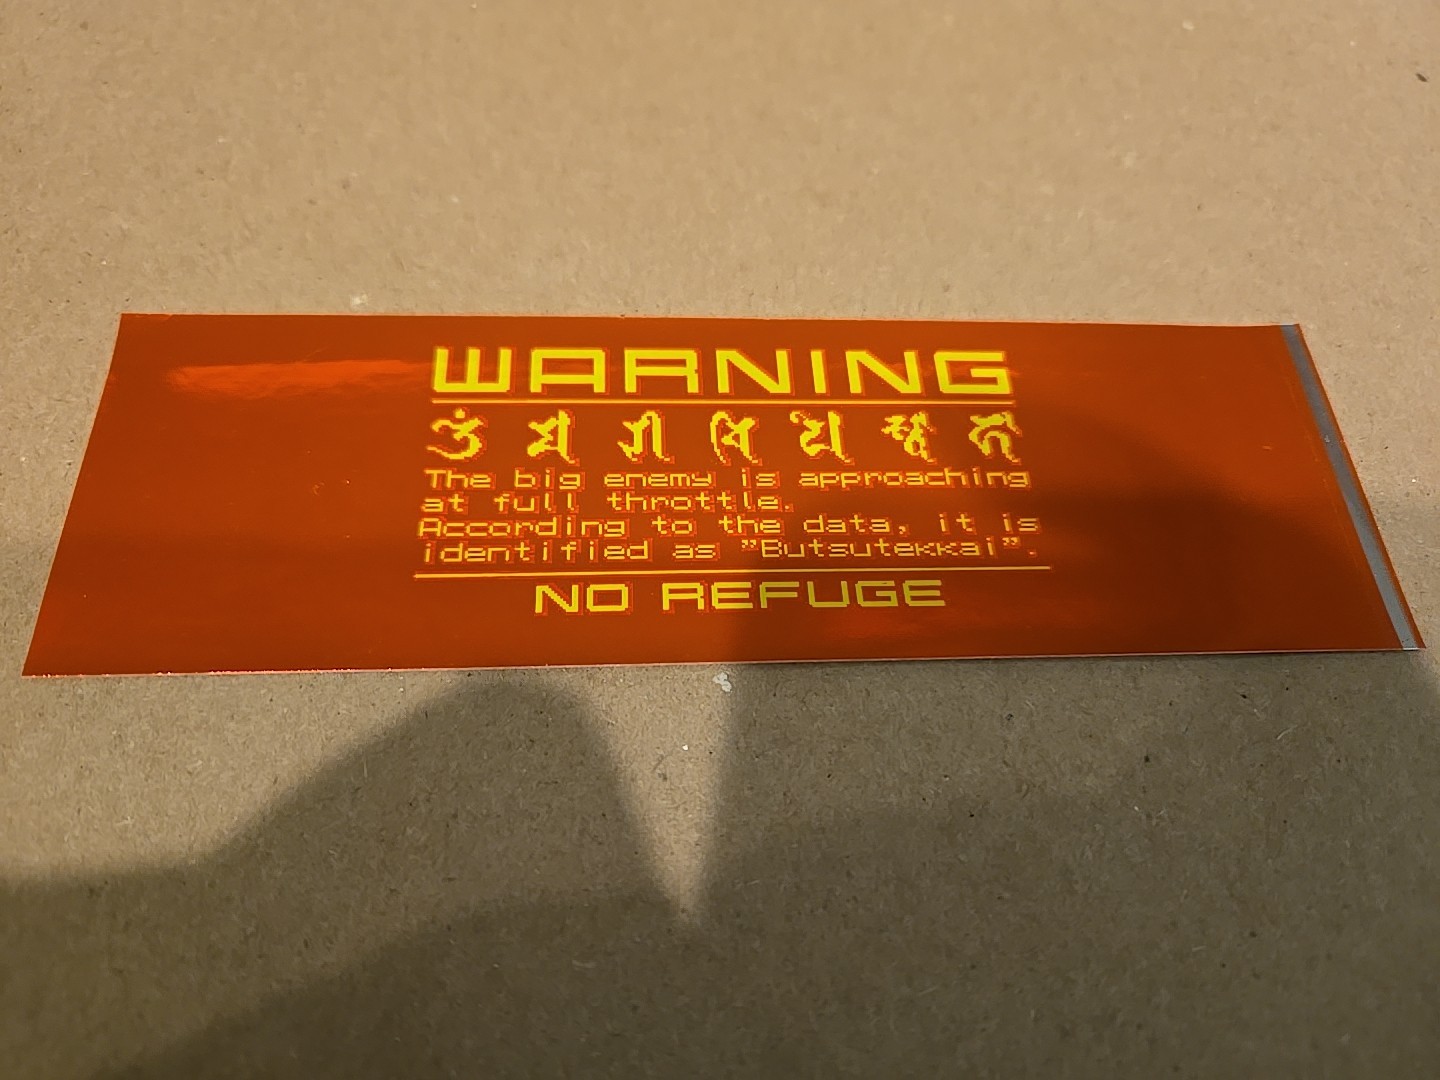 WARNING
The big enemy is approaching
at full throttle.
According to the data, it is
identified as "Butsutekkai".
NO REFUGE